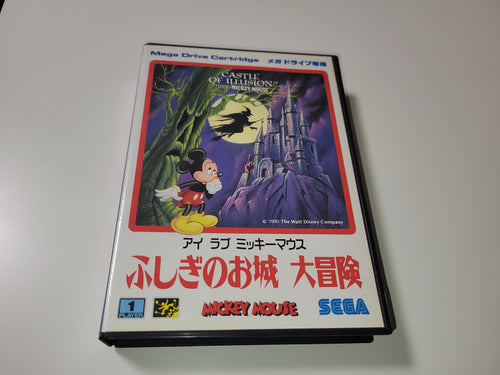 Mega Drive Cartridge メガドライブ専用
CASTLE
OF ILLUSION
MICKEY MOUSE
© 1990 The Walt Disney Company
アイ ラブ ミッキーマウス
ふしぎのお城 大冒険
1
PLAYER
MICKEY MOUSE
SEGA